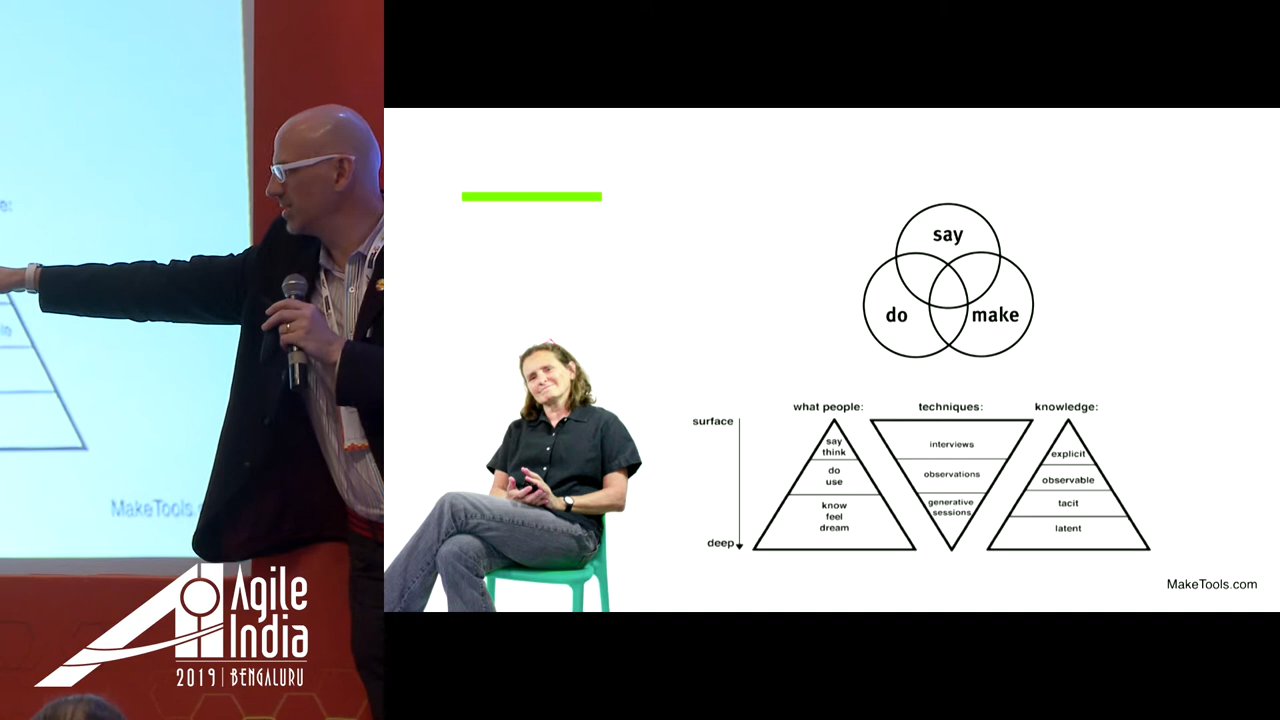 MakeTools.
Agile
India
2019 | BENGALURU
say
do
make
what people:
techniques:
knowledge:
surface
deep
say
think
do
use
know
feel
dream
interviews
observations
generative
sessions
explicit
observable
tacit
latent
MakeTools.com